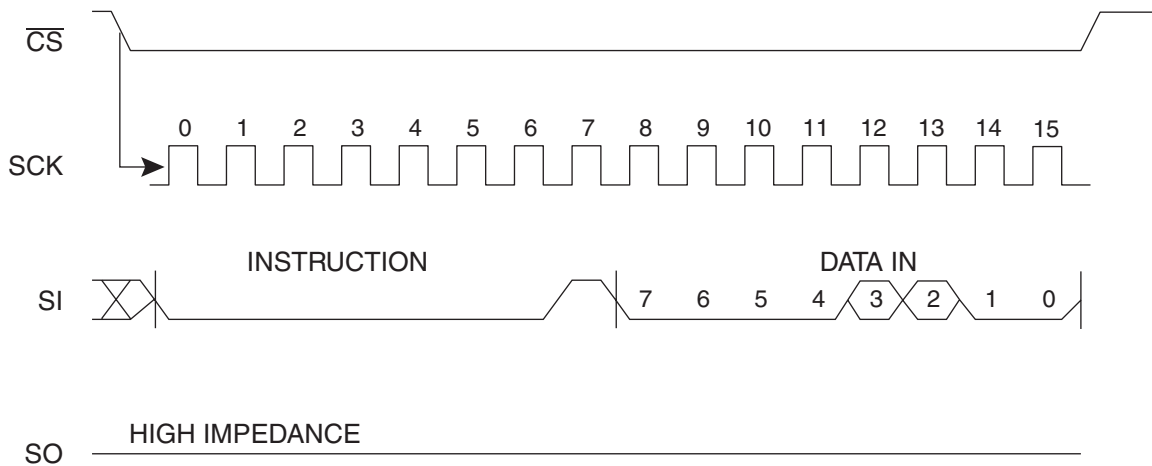 CS
0 1 2 3 4 5 6 7 8 9 10 11 12 13 14 15
SCK
INSTRUCTION DATA IN
SI 7 6 5 4 3 2 1 0
HIGH IMPEDANCE
SO